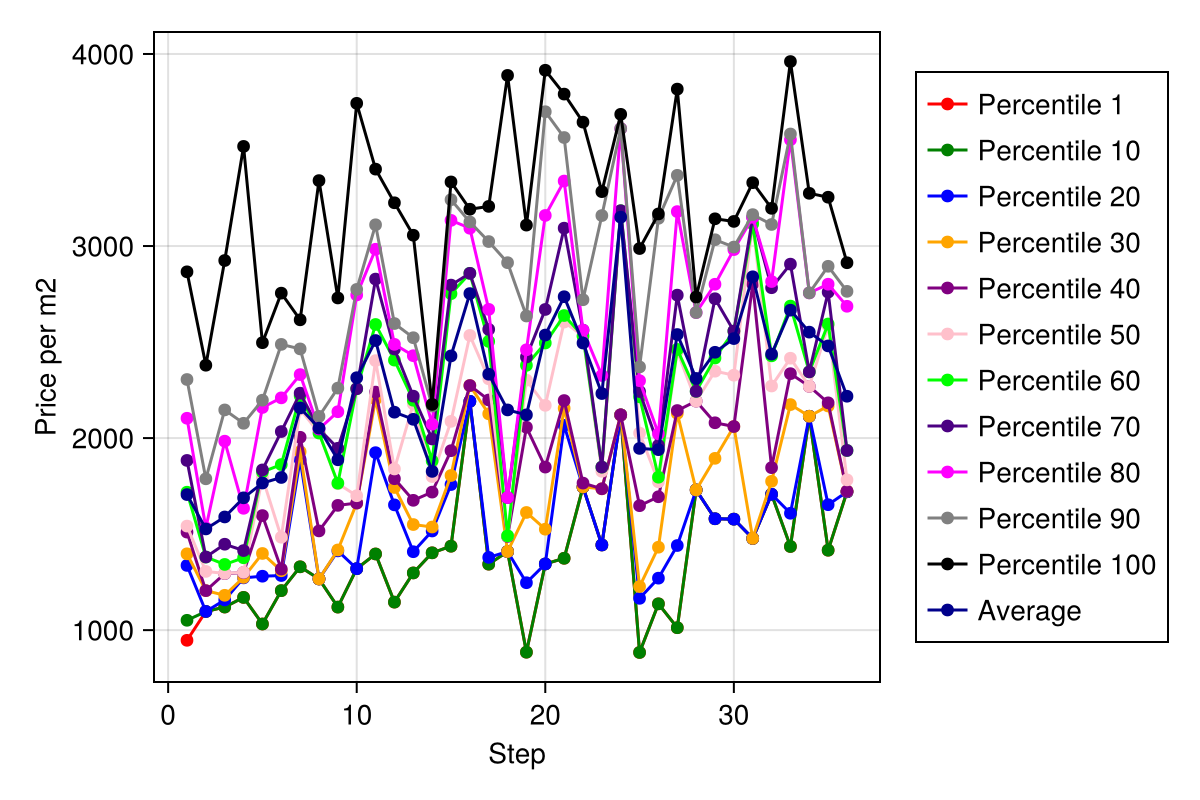 4000
3000
2000
1000
Price per m2
0
10
20
30
Step
Percentile 1
Percentile 10
Percentile 20
Percentile 30
Percentile 40
Percentile 50
Percentile 60
Percentile 70
Percentile 80
Percentile 90
Percentile 100
Average